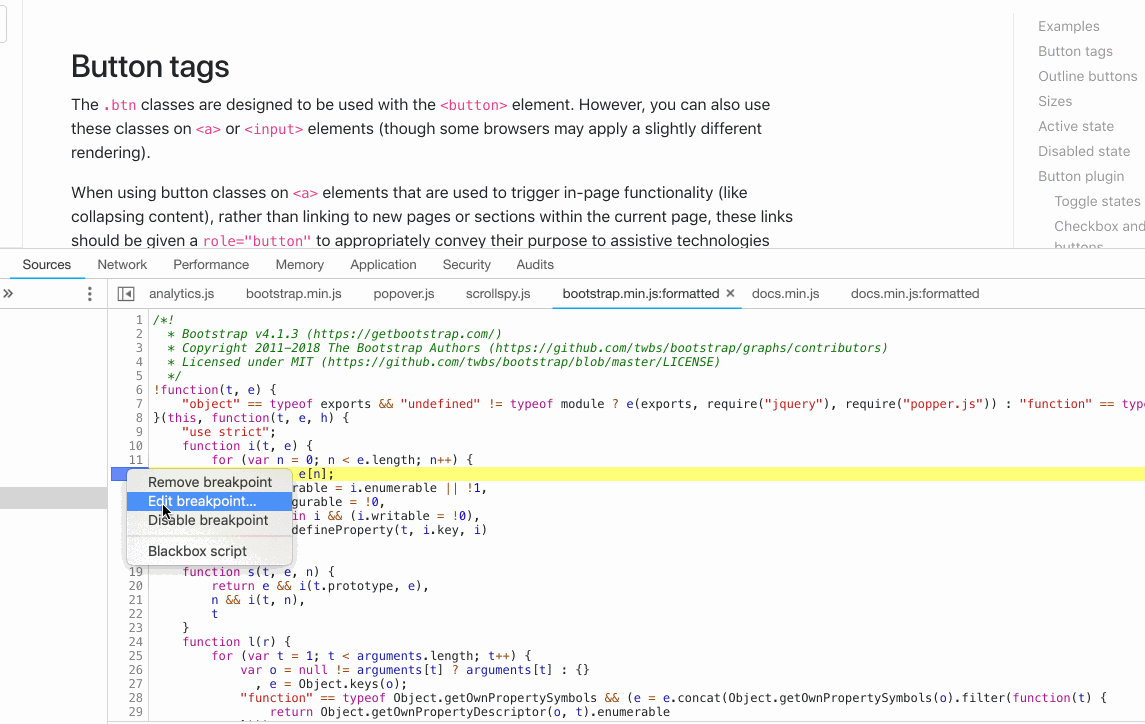 Button tags
The .btn classes are designed to be used with the <button> element. However, you can also use
these classes on <a> or <input> elements (though some browsers may apply a slightly different
rendering).
When using button classes on <a> elements that are used to trigger in-page functionality (like
collapsing content), rather than linking to new pages or sections within the current page, these links
should be given a role="button" to appropriately convey their purpose to assistive technologies
Examples
Button tags
Outline buttons
Sizes
Active state
Disabled state
Button plugin
Toggle states
Checkbox and
buttons
Sources Network Performance Memory Application Security Audits
» analytics.js bootstrap.min.js popover.js scrollspy.js bootstrap.min.js:formatted × docs.min.js docs.min.js:formatted
1 /*!
2 * Bootstrap v4.1.3 (https://getbootstrap.com/)
3 * Copyright 2011-2018 The Bootstrap Authors (https://github.com/twbs/bootstrap/graphs/contributors)
4 * Licensed under MIT (https://github.com/twbs/bootstrap/blob/master/LICENSE)
5 */
6 !function(t, e) {
7 "object" == typeof exports && "undefined" != typeof module ? e(exports, require("jquery"), require("popper.js")) : "function" == typ
8 }(this, function(t, e, h) {
9 "use strict";
10 function i(t, e) {
11 for (var n = 0; n < e.length; n++) {
e[n];
rable = i.enumerable || !1,
gurable = !0,
in i && (i.writable = !0),
defineProperty(t, i.key, i)
Remove breakpoint
Edit breakpoint...
Disable breakpoint
Blackbox script
19 function s(t, e, n) {
20 return e && i(t.prototype, e),
21 n && i(t, n),
22 t
23 }
24 function l(r) {
25 for (var t = 1; t < arguments.length; t++) {
26 var o = null != arguments[t] ? arguments[t] : {}
27 , e = Object.keys(o);
28 "function" == typeof Object.getOwnPropertySymbols && (e = e.concat(Object.getOwnPropertySymbols(o).filter(function(t) {
29 return Object.getOwnPropertyDescriptor(o, t).enumerable